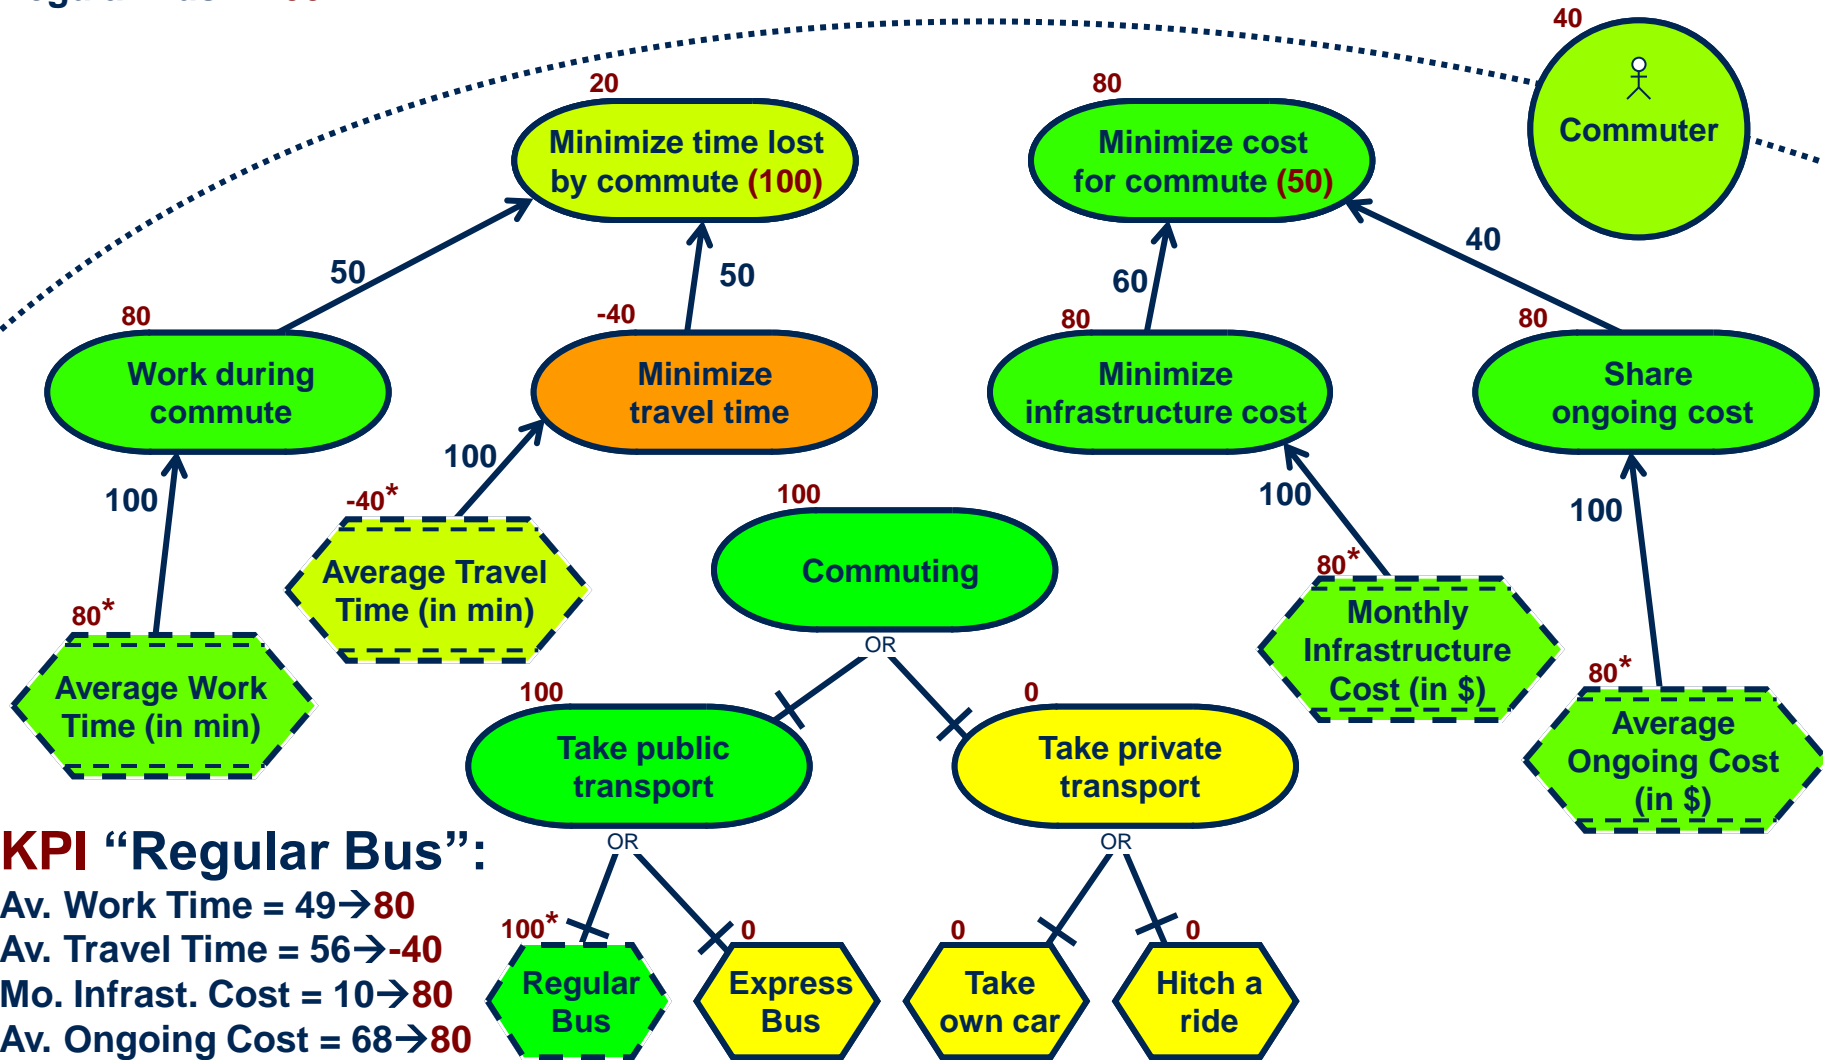 40
20
80
Minimize time lost
by commute (100)
Minimize cost
for commute (50)
Commuter
50
50
60
40
80
-40
80
80
Work during
commute
Minimize
travel time
Minimize
infrastructure cost
Share
ongoing cost
100
100
100
100
-40*
100
Average Travel
Time (in min)
Commuting
OR
80*
Monthly
Infrastructure
Cost (in $)
80*
Average Work
Time (in min)
80*
Average
Ongoing Cost
(in $)
100
0
Take public
transport
Take private
transport
OR
OR
KPI “Regular Bus”:
Av. Work Time = 49→80
Av. Travel Time = 56→-40
Mo. Infrast. Cost = 10→80
Av. Ongoing Cost = 68→80
100*
0
0
0
Regular
Bus
Express
Bus
Take
own car
Hitch a
ride